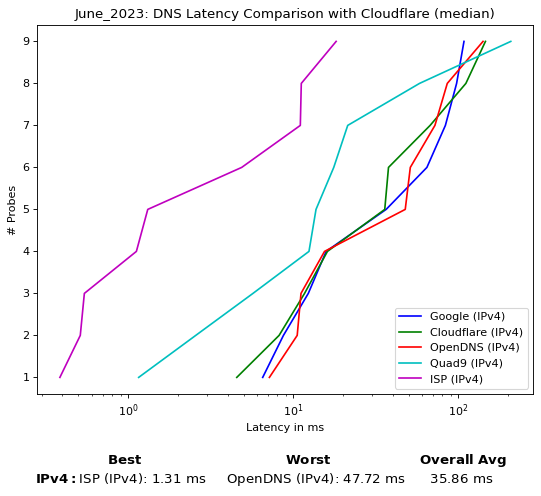 June_2023: DNS Latency Comparison with Cloudflare (median)
# Probes
9
8
7
6
5
4
3
2
1
10⁰
10¹
10²
Latency in ms
Google (IPv4)
Cloudflare (IPv4)
OpenDNS (IPv4)
Quad9 (IPv4)
ISP (IPv4)
Best Worst Overall Avg
IPv4: ISP (IPv4): 1.31 ms OpenDNS (IPv4): 47.72 ms 35.86 ms